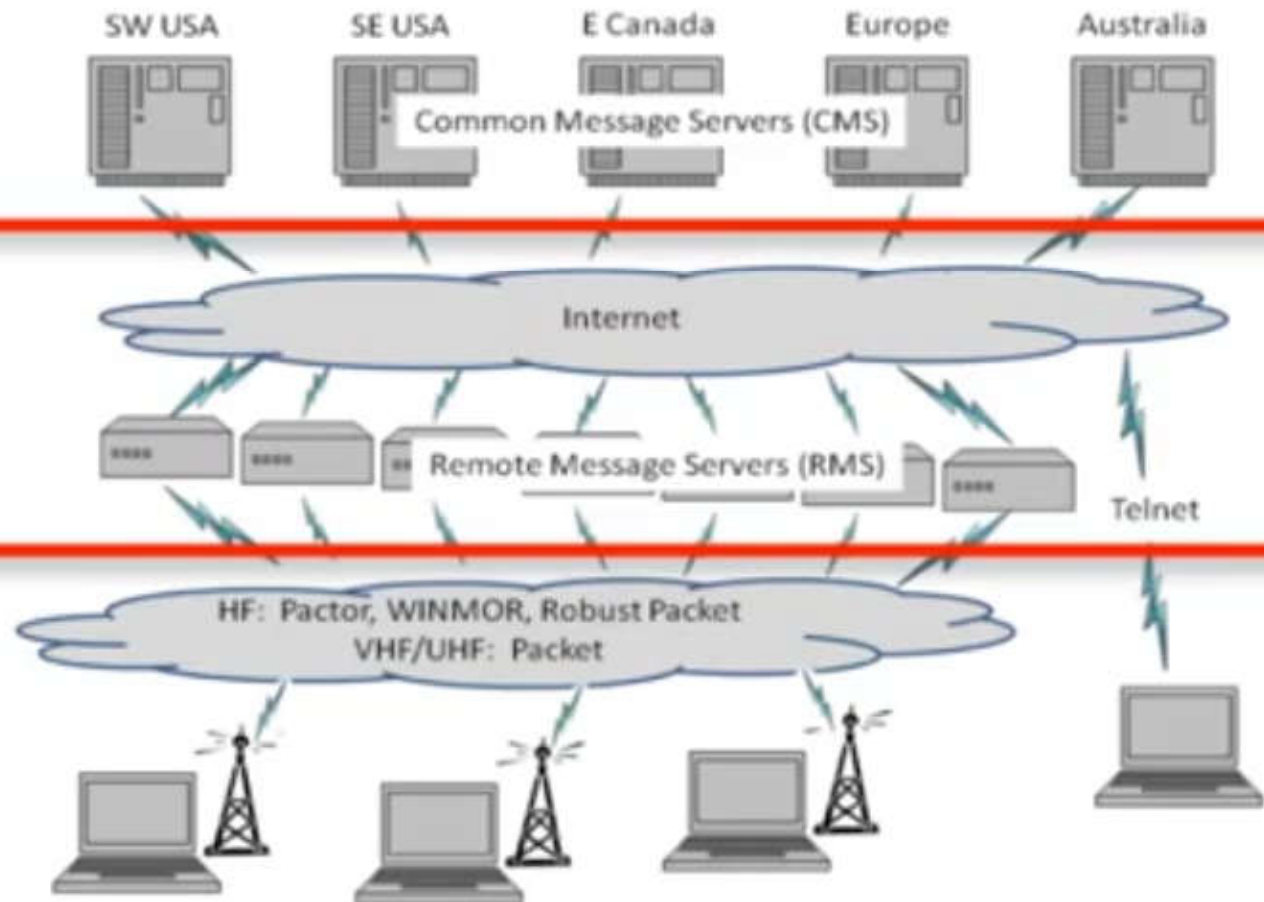 SW USA
SE USA
E Canada
Europe
Australia
Common Message Servers (CMS)
Internet
Remote Message Servers (RMS)
Telnet
HF: Pactor, WINMOR, Robust Packet
VHF/UHF: Packet